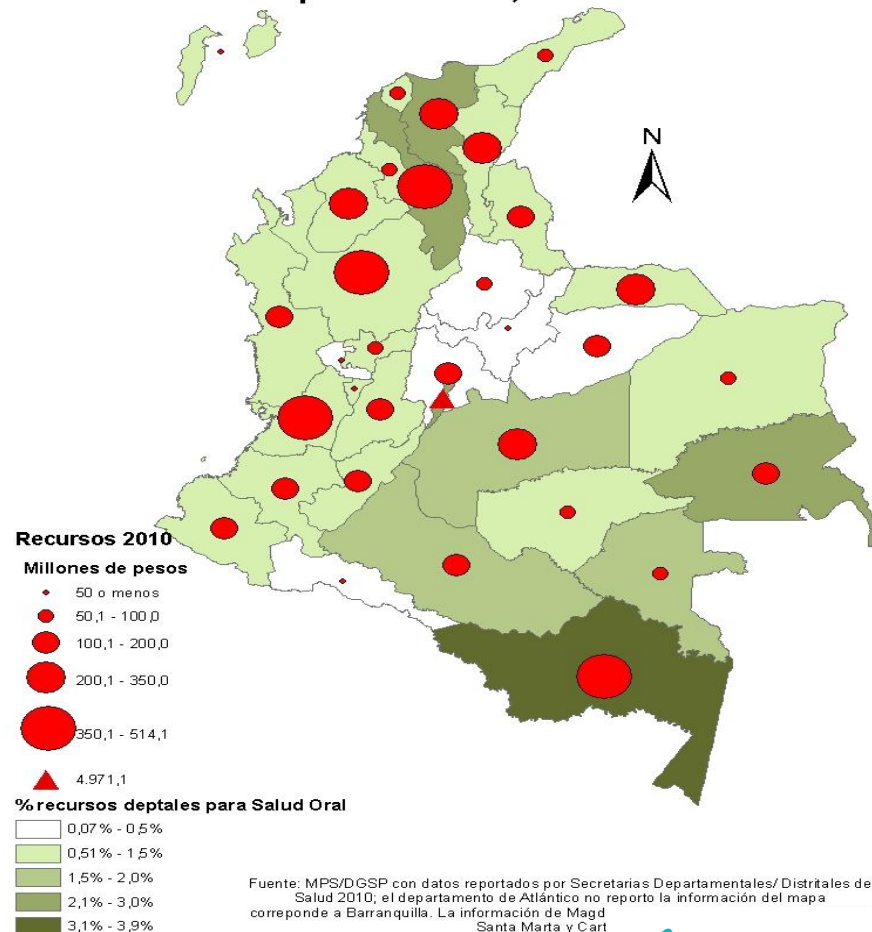 N
Recursos 2010
Millones de pesos
50 o menos
50,1 - 100,0
100,1 - 200,0
200,1 - 350,0
350,1 - 514,1
4.971,1
% recursos deptales para Salud Oral
0,07% - 0,5%
0,51% - 1,5%
1,5% - 2,0%
2,1% - 3,0%
3,1% - 3,9%
Fuente: MPS/DGSP con datos reportados por Secretarias Departamentales/ Distritales de
Salud 2010; el departamento de Atlántico no reporto la información del mapa
correponde a Barranquilla. La información de Magd
Santa Marta y Cart